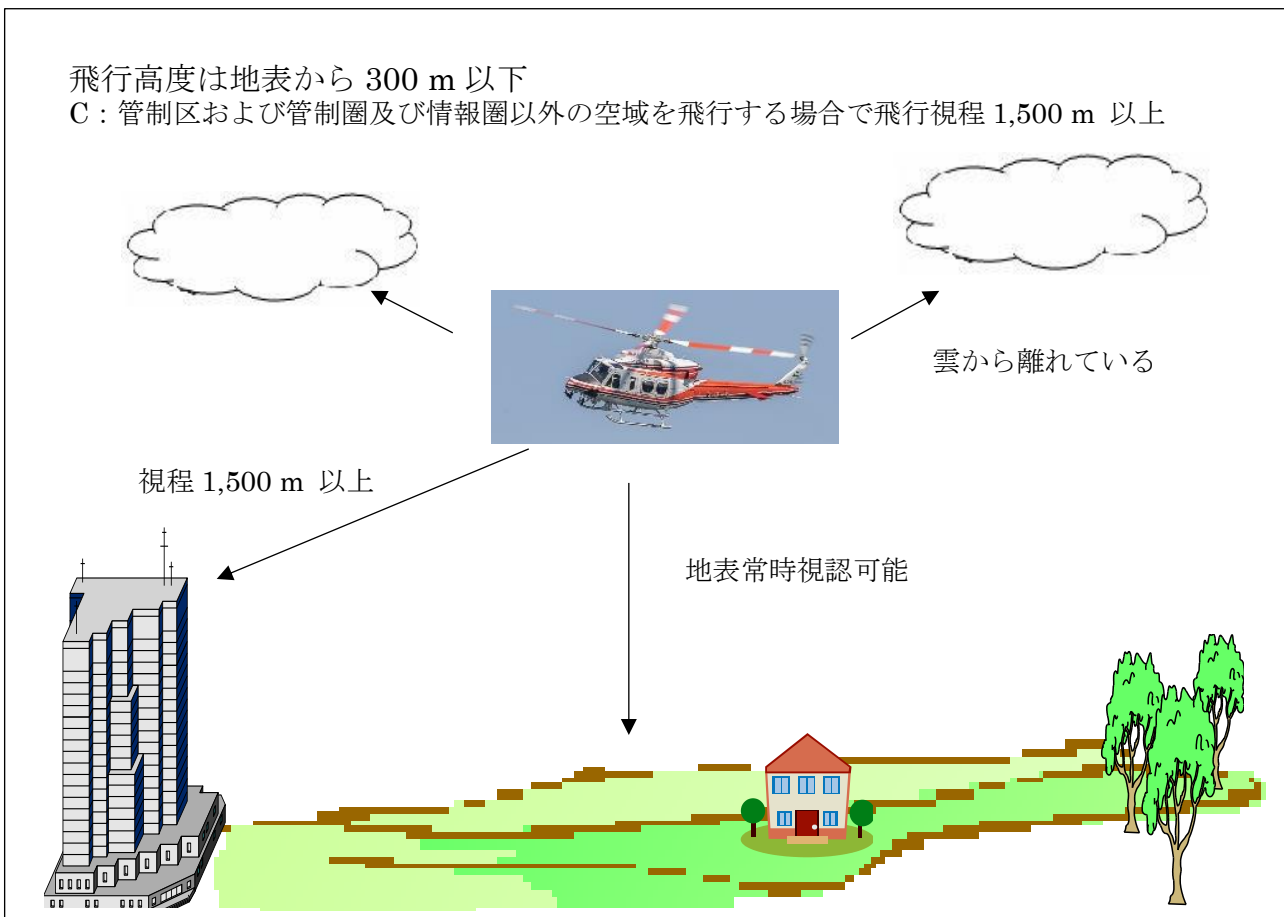 飛行高度は地表から 300 m 以下
C：管制区および管制圏及び情報圏以外の空域を飛行する場合で飛行視程 1,500 m 以上
雲から離れている
視程 1,500 m 以上
地表常時視認可能